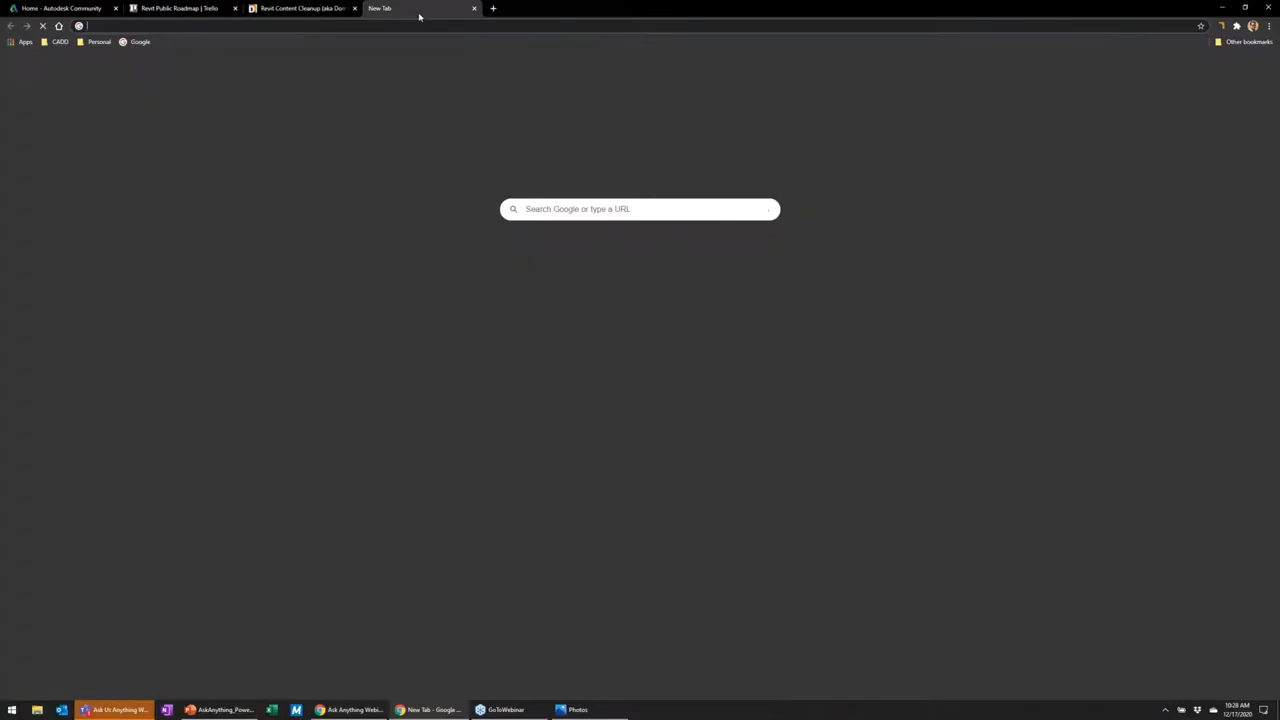 Home - Autodesk Community
Revit Public Roadmap | Trello
Revit Content Cleanup (aka Do
New Tab
Apps
CADD
Personal
Google
Other bookmarks
Search Google or type a URL
Ask Us Anything W...
AskAnything_Powe...
Ask Anything Webi...
New Tab - Google ...
GoToWebinar
Photos
10:28 AM
12/17/2020